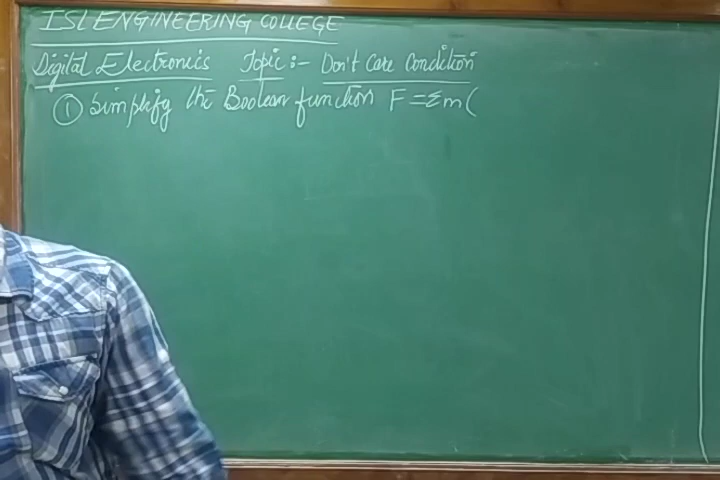 ISL ENGINEERING COLLEGE
Digital Electronics Topic:- Don't Care Condition
① Simplify the Boolean function F = Σm(